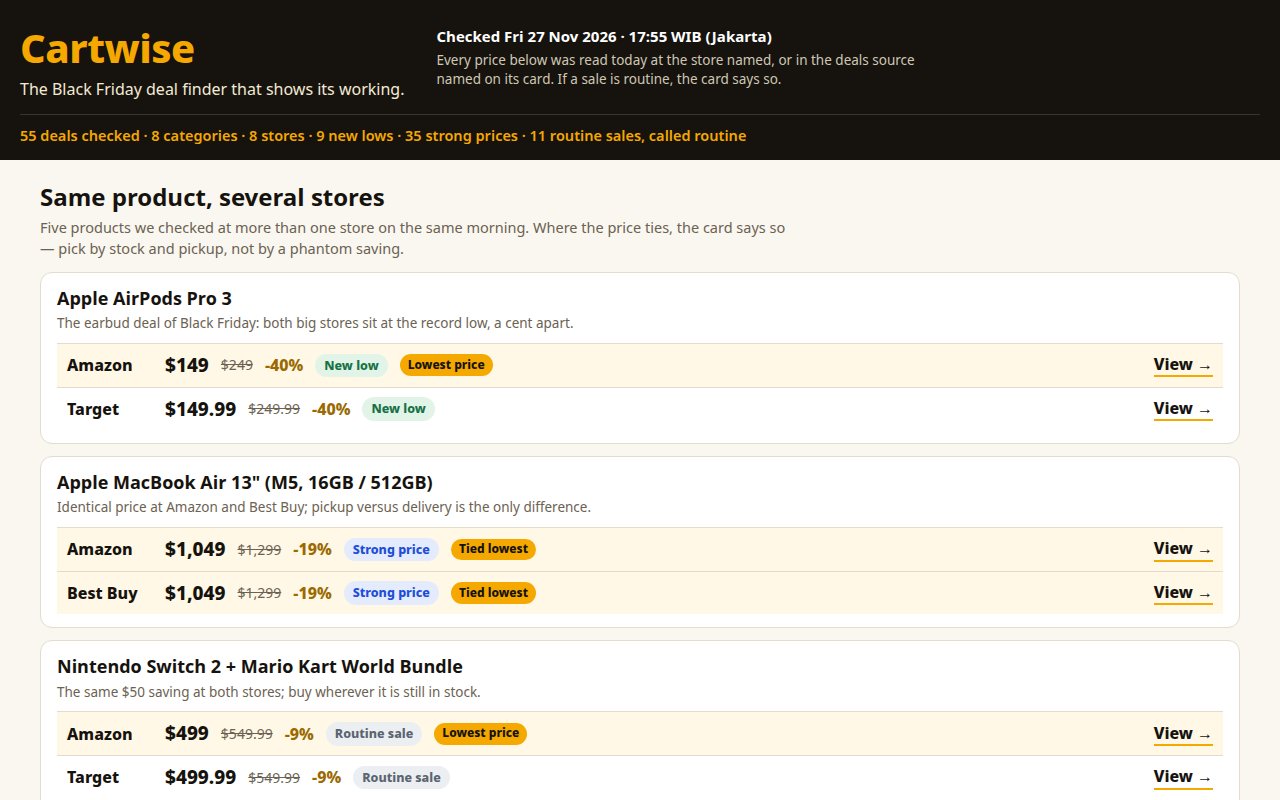 Cartwise
The Black Friday deal finder that shows its working.
Checked Fri 27 Nov 2026 · 17:55 WIB (Jakarta)
Every price below was read today at the store named, or in the deals source
named on its card. If a sale is routine, the card says so.
55 deals checked · 8 categories · 8 stores · 9 new lows · 35 strong prices · 11 routine sales, called routine
Same product, several stores
Five products we checked at more than one store on the same morning. Where the price ties, the card says so
— pick by stock and pickup, not by a phantom saving.
Apple AirPods Pro 3
The earbud deal of Black Friday: both big stores sit at the record low, a cent apart.
Amazon $149 $249 -40% New low Lowest price View →
Target $149.99 $249.99 -40% New low View →
Apple MacBook Air 13" (M5, 16GB / 512GB)
Identical price at Amazon and Best Buy; pickup versus delivery is the only difference.
Amazon $1,049 $1,299 -19% Strong price Tied lowest View →
Best Buy $1,049 $1,299 -19% Strong price Tied lowest View →
Nintendo Switch 2 + Mario Kart World Bundle
The same $50 saving at both stores; buy wherever it is still in stock.
Amazon $499 $549.99 -9% Routine sale Lowest price View →
Target $499.99 $549.99 -9% Routine sale View →